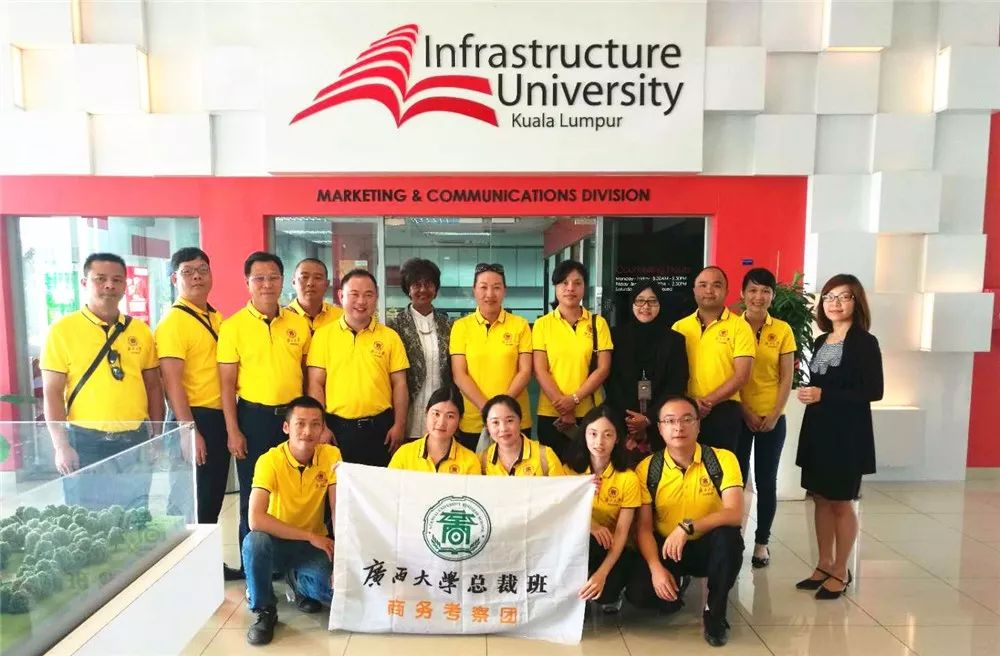 Infrastructure
University
Kuala Lumpur
MARKETING & COMMUNICATIONS DIVISION
廣西大學总裁班
商务考察团